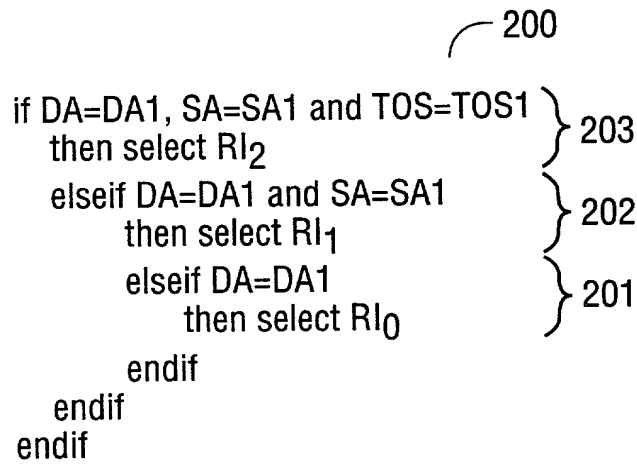 200
if DA=DA1, SA=SA1 and TOS=TOS1
then select RI2
203
elseif DA=DA1 and SA=SA1
then select RI1
202
elseif DA=DA1
then select RI0
201
endif
endif
endif